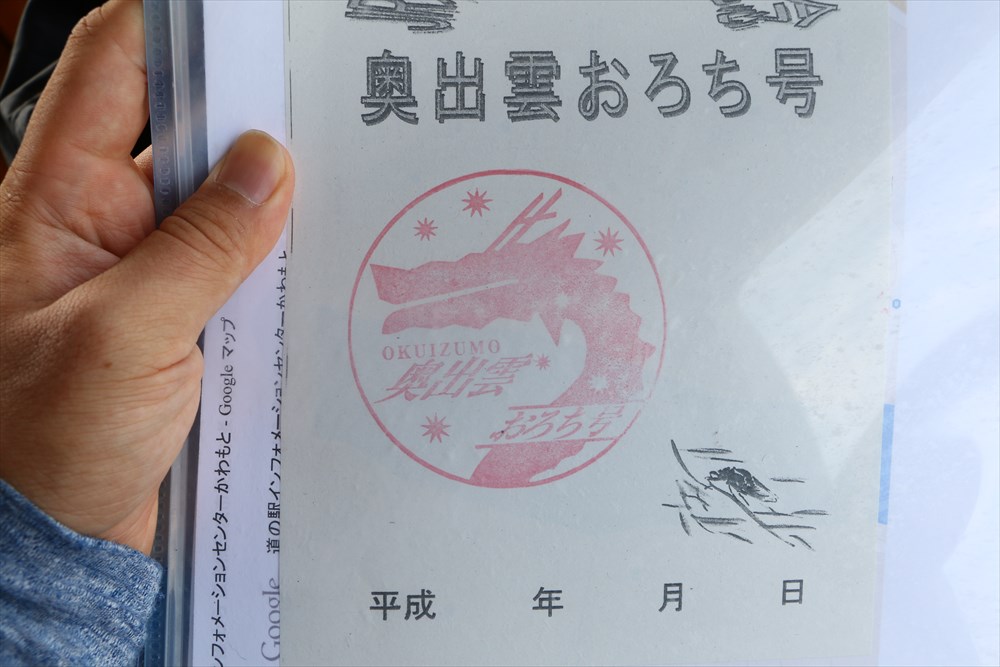 奥出雲おろち号
OKUIZUMO
奥出雲
おろち号
平成 年 月 日
ンフォメーションセンターかわもと - Google マップ
道の駅インフォメーションセンターかわもと
Google